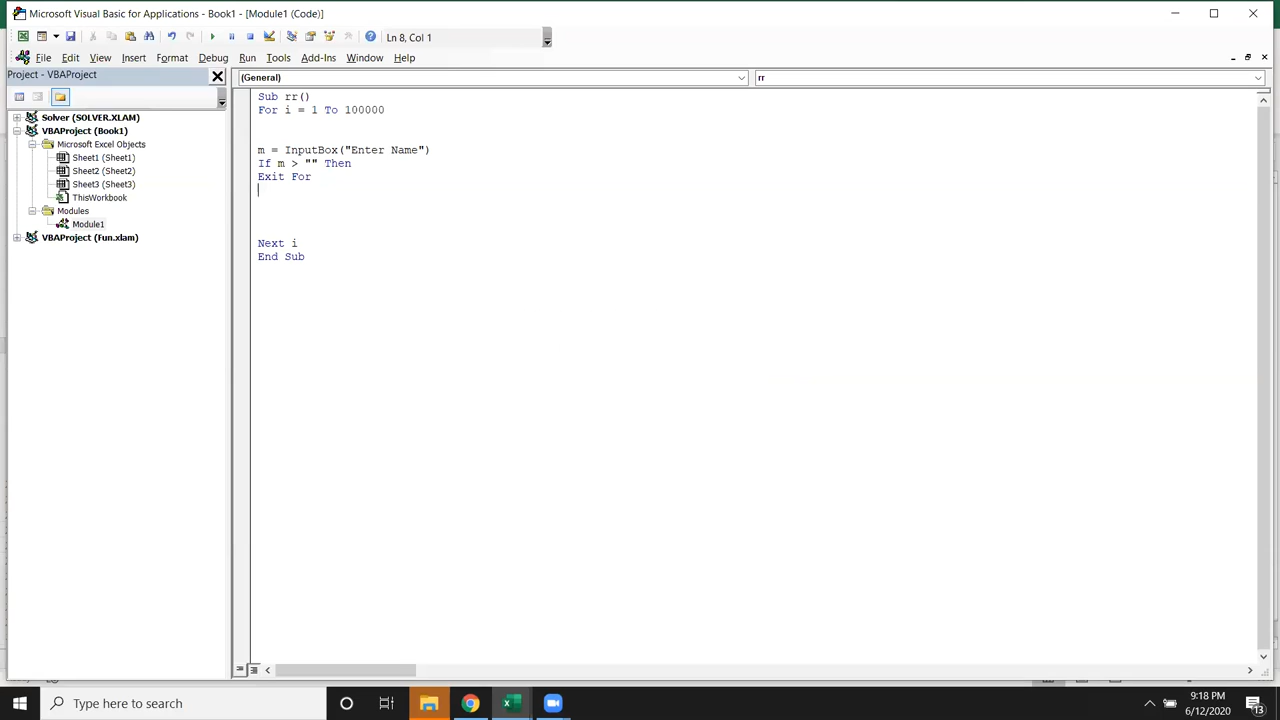 Microsoft Visual Basic for Applications - Book1 - [Module1 (Code)]
Ln 8, Col 1
File Edit View Insert Format Debug Run Tools Add-Ins Window Help
Project - VBAProject
(General)
rr
Solver (SOLVER.XLAM)
VBAProject (Book1)
Microsoft Excel Objects
Sheet1 (Sheet1)
Sheet2 (Sheet2)
Sheet3 (Sheet3)
ThisWorkbook
Modules
Module1
VBAProject (Fun.xlam)
Sub rr()
For i = 1 To 100000
m = InputBox("Enter Name")
If m > "" Then
Exit For
Next i
End Sub
Type here to search
9:18 PM
6/12/2020
13